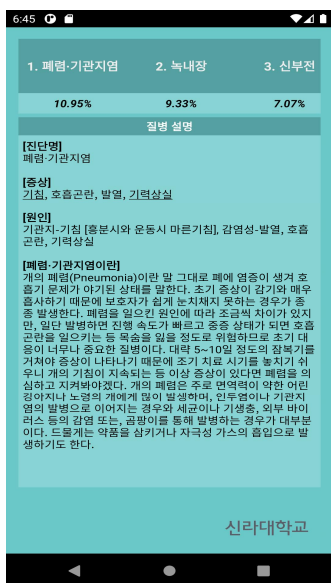 6:45
1. 폐렴·기관지염 2. 녹내장 3. 신부전
10.95% 9.33% 7.07%
질병 설명
[진단명]
폐렴·기관지염
[증상]
기침, 호흡곤란, 발열, 기력상실
[원인]
기관지-기침 [흥분시와 운동시 마른기침], 감염성-발열, 호흡
곤란, 기력상실
[폐렴·기관지염이란]
개의 폐렴(Pneumonia)이란 말 그대로 폐에 염증이 생겨 호
흡기 문제가 야기된 상태를 말한다. 초기 증상이 감기와 매우
흡사하기 때문에 보호자가 쉽게 눈치채지 못하는 경우가 종
종 발생한다. 폐렴을 일으킨 원인에 따라 조금씩 차이가 있지
만, 일단 발병하면 진행 속도가 빠르고 중증 상태가 되면 호흡
곤란을 일으키는 등 목숨을 잃을 정도로 위험하므로 초기 대
응이 너무나 중요한 질병이다. 대략 5~10일 정도의 잠복기를
거쳐야 증상이 나타나기 때문에 조기 치료 시기를 놓치기 쉬
우니 개의 기침이 지속되는 등 이상 증상이 있다면 폐렴을 의
심하고 지켜봐야겠다. 개의 폐렴은 주로 면역력이 약한 어린
강아지나 노령의 개에게 많이 발생하며, 인두염이나 기관지
염의 발병으로 이어지는 경우와 세균이나 기생충, 외부 바이
러스 등의 감염 또는, 곰팡이를 통해 발병하는 경우가 대부분
이다. 드물게는 약품을 삼키거나 자극성 가스의 흡입으로 발
생하기도 한다.
신라대학교